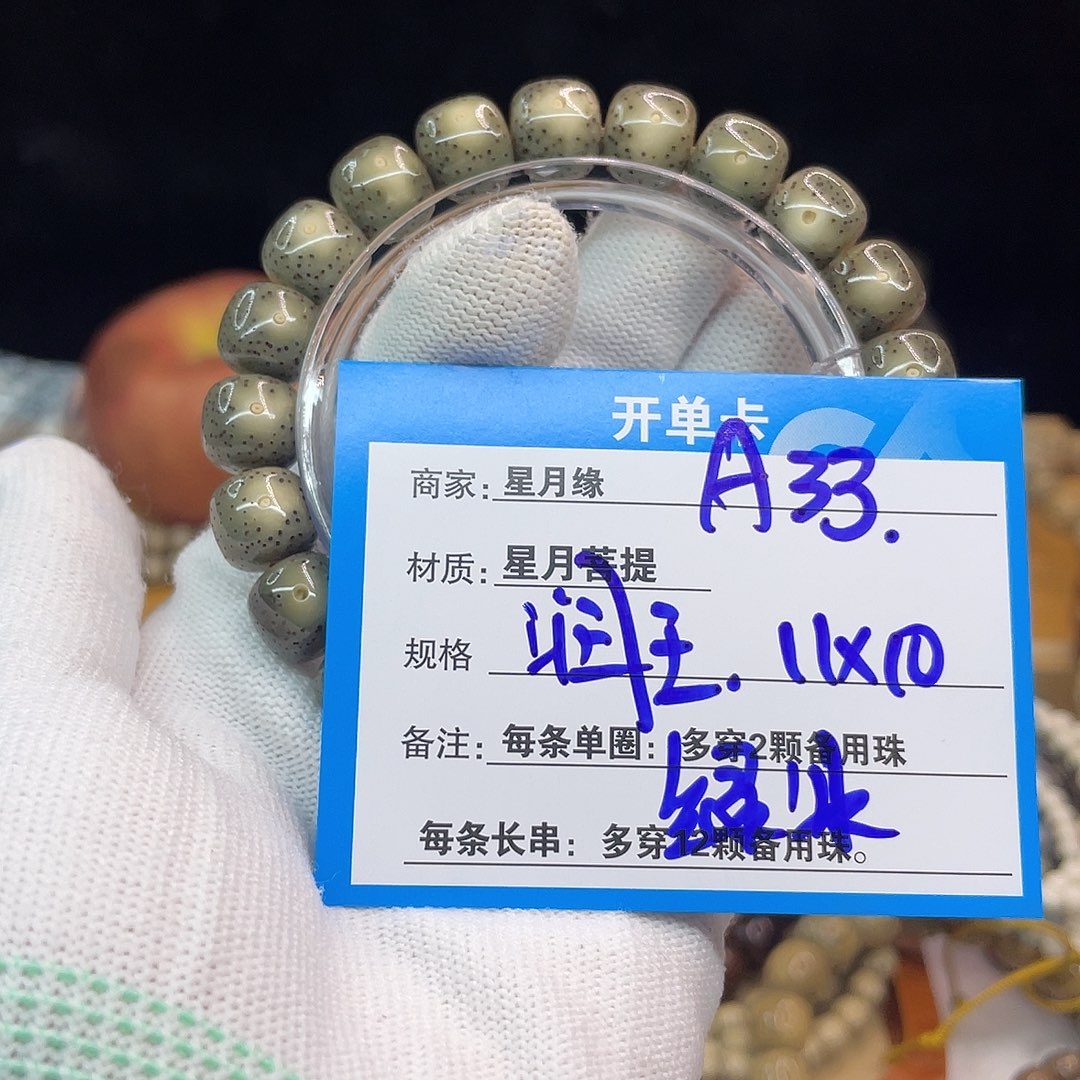 开单卡
商家：星月缘 A33.
材质：星月菩提
规格 润王. 11X10
备注：每条单圈：多穿2颗备用珠
绿冰
每条长串：多穿12颗备用珠。